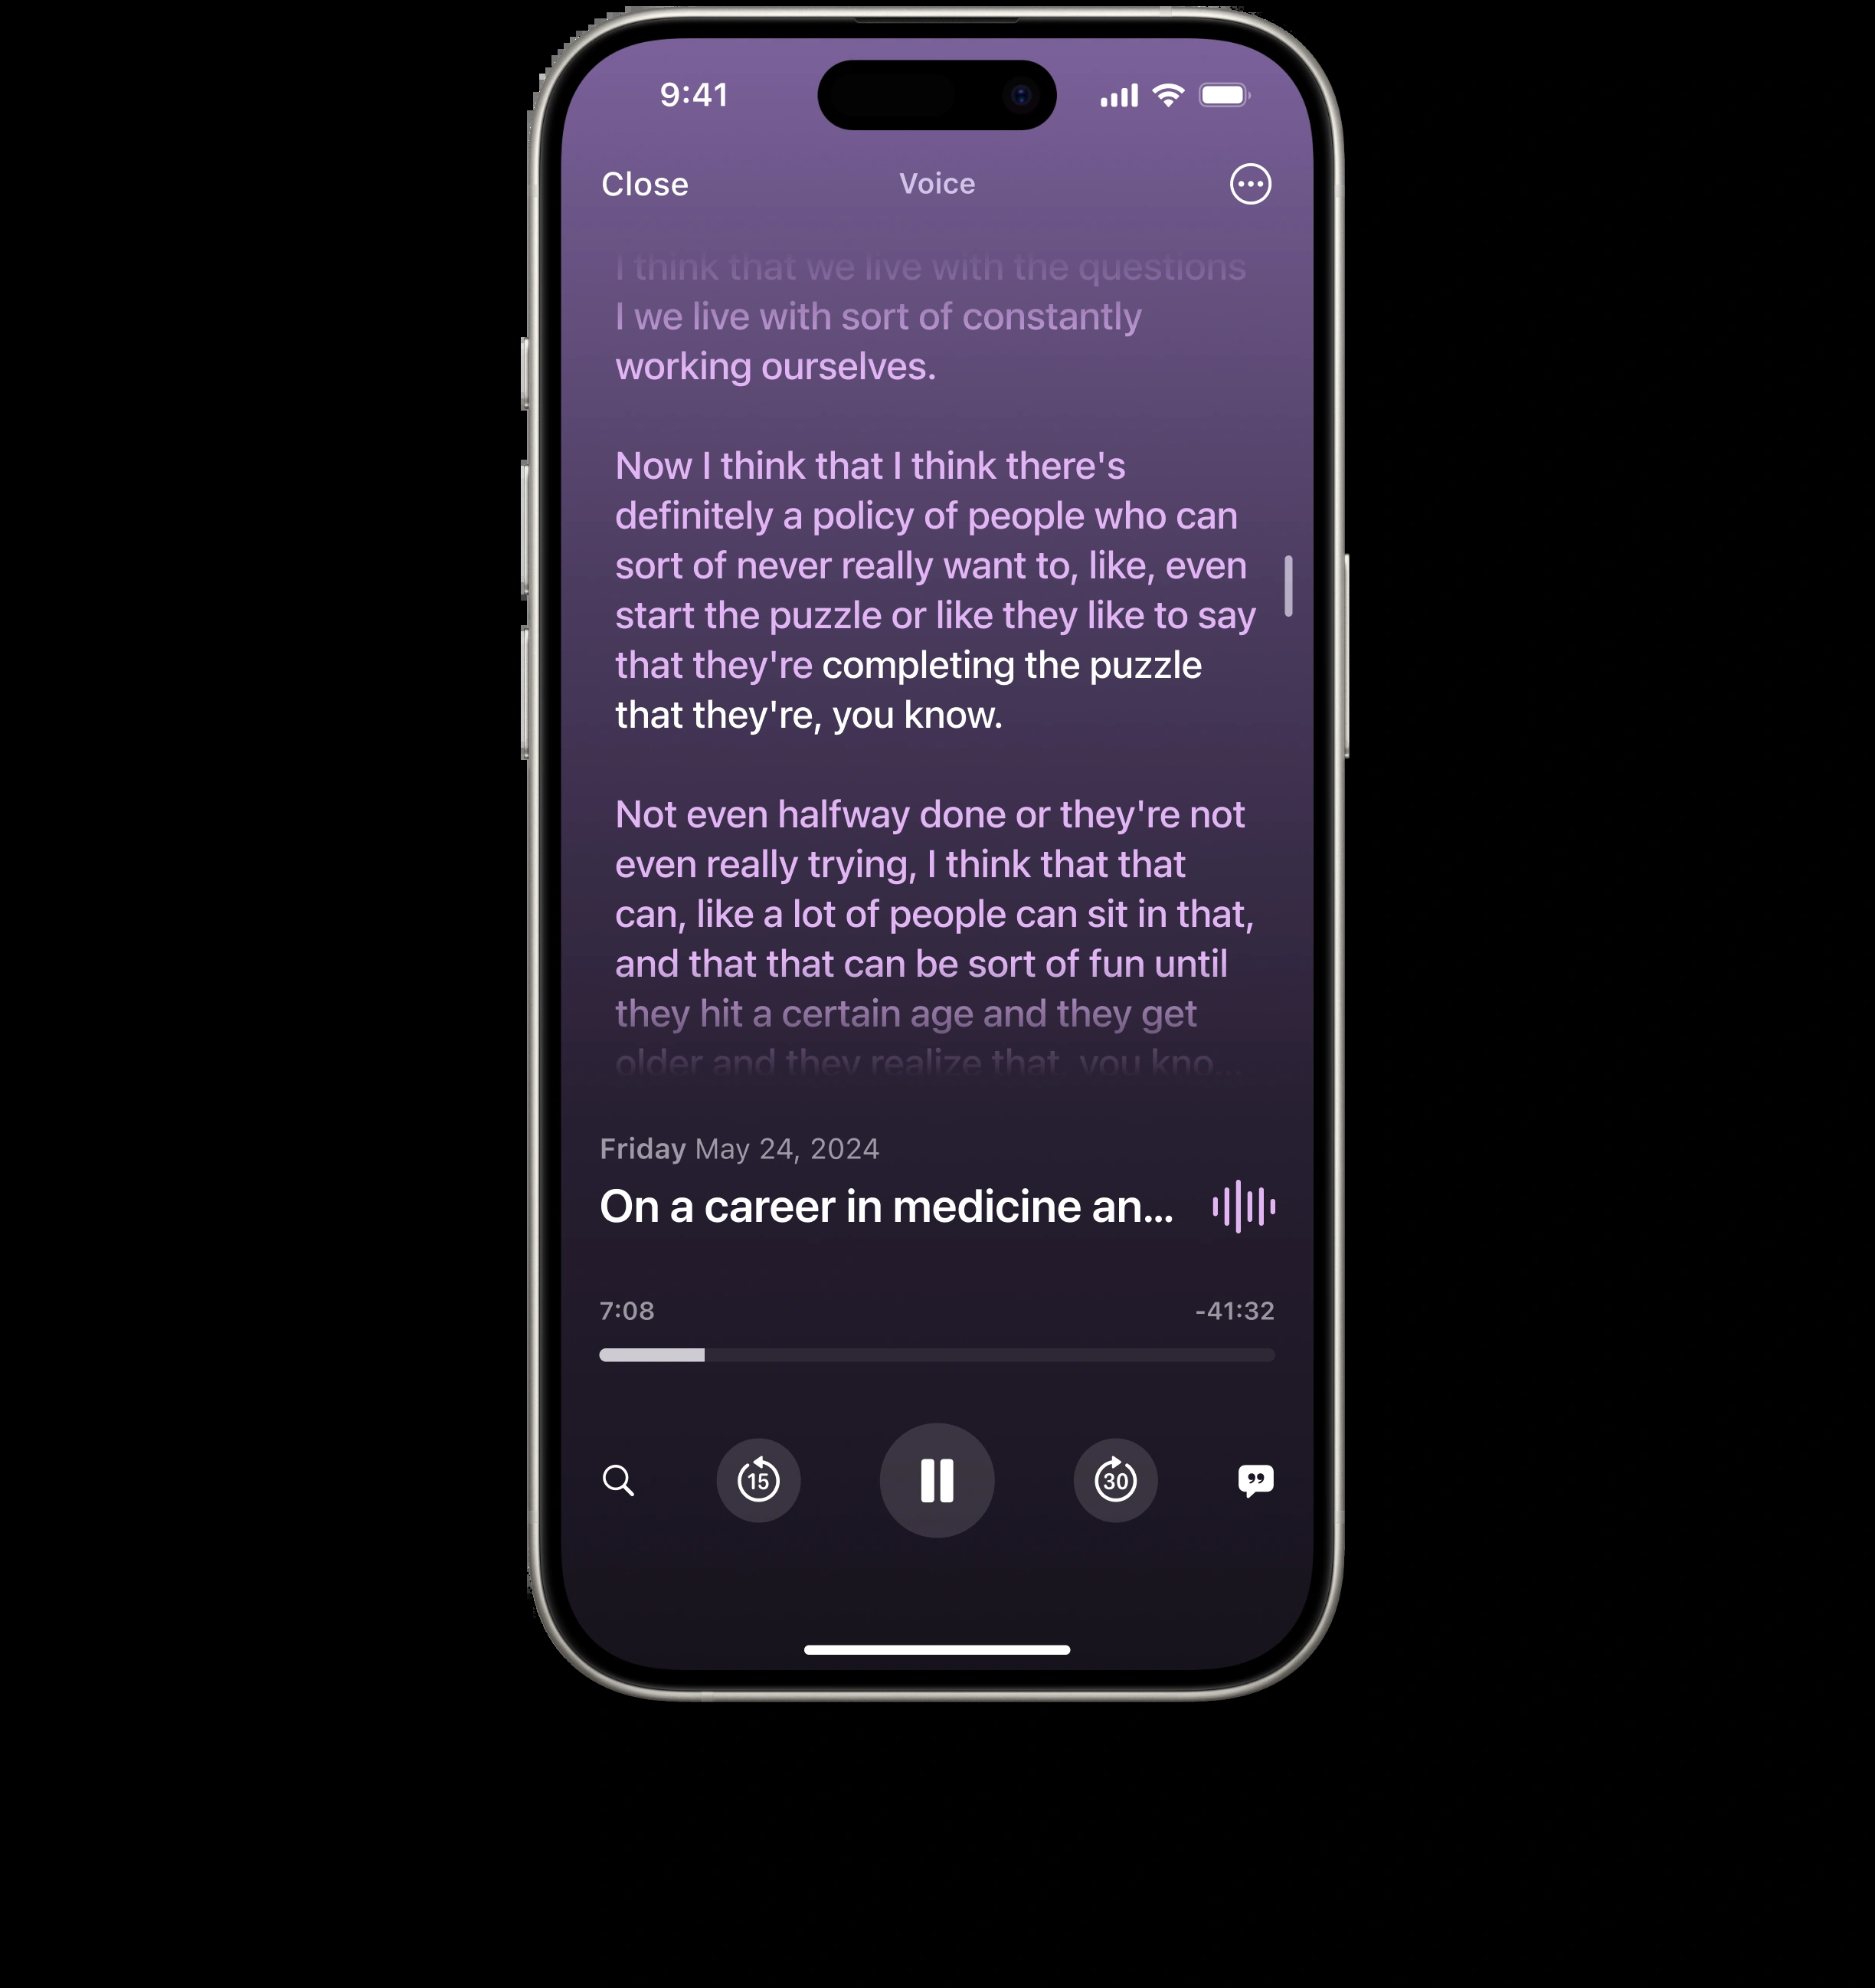 9:41
Close
Voice
I think that we live with the questions
I we live with sort of constantly
working ourselves.
Now I think that I think there's
definitely a policy of people who can
sort of never really want to, like, even
start the puzzle or like they like to say
that they're completing the puzzle
that they're, you know.
Not even halfway done or they're not
even really trying, I think that that
can, like a lot of people can sit in that,
and that that can be sort of fun until
they hit a certain age and they get
older and they realize that, you kno...
Friday May 24, 2024
On a career in medicine an...
7:08
-41:32
15
30